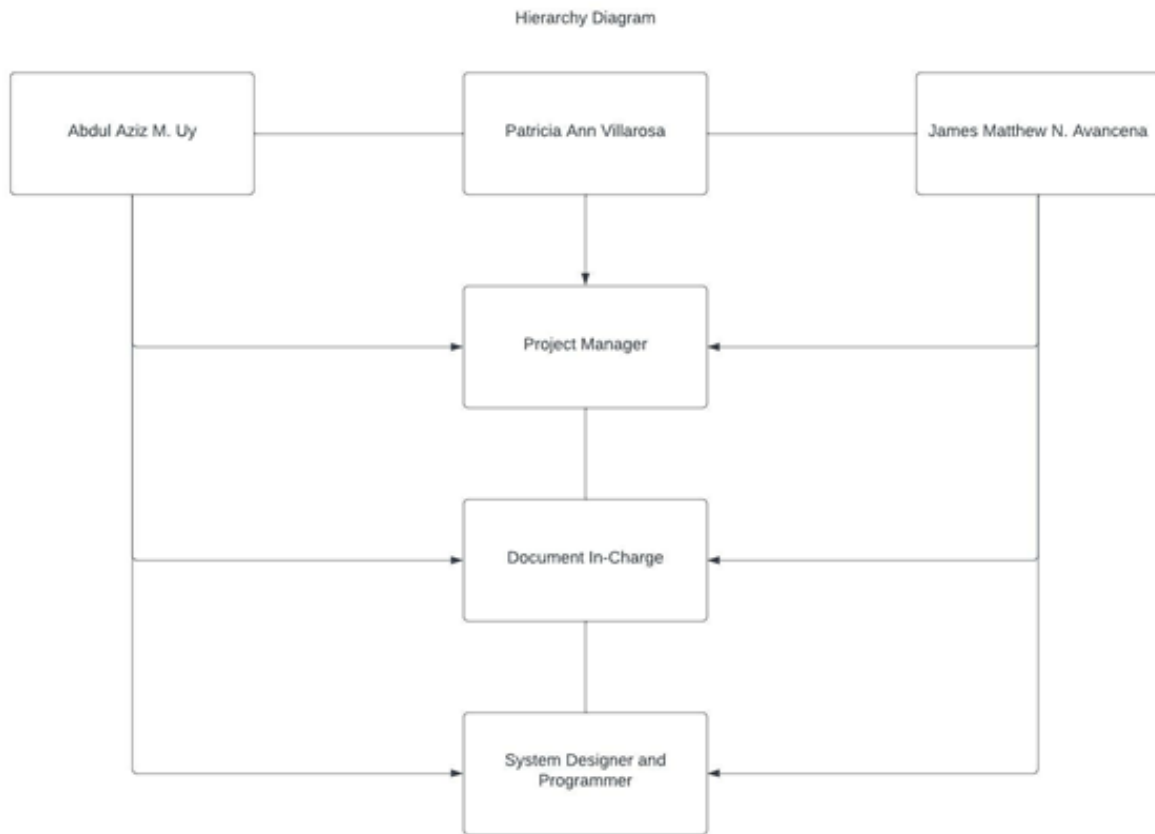 Hierarchy Diagram
Abdul Aziz M. Uy
Patricia Ann Villarosa
James Matthew N. Avancena
Project Manager
Document In-Charge
System Designer and
Programmer